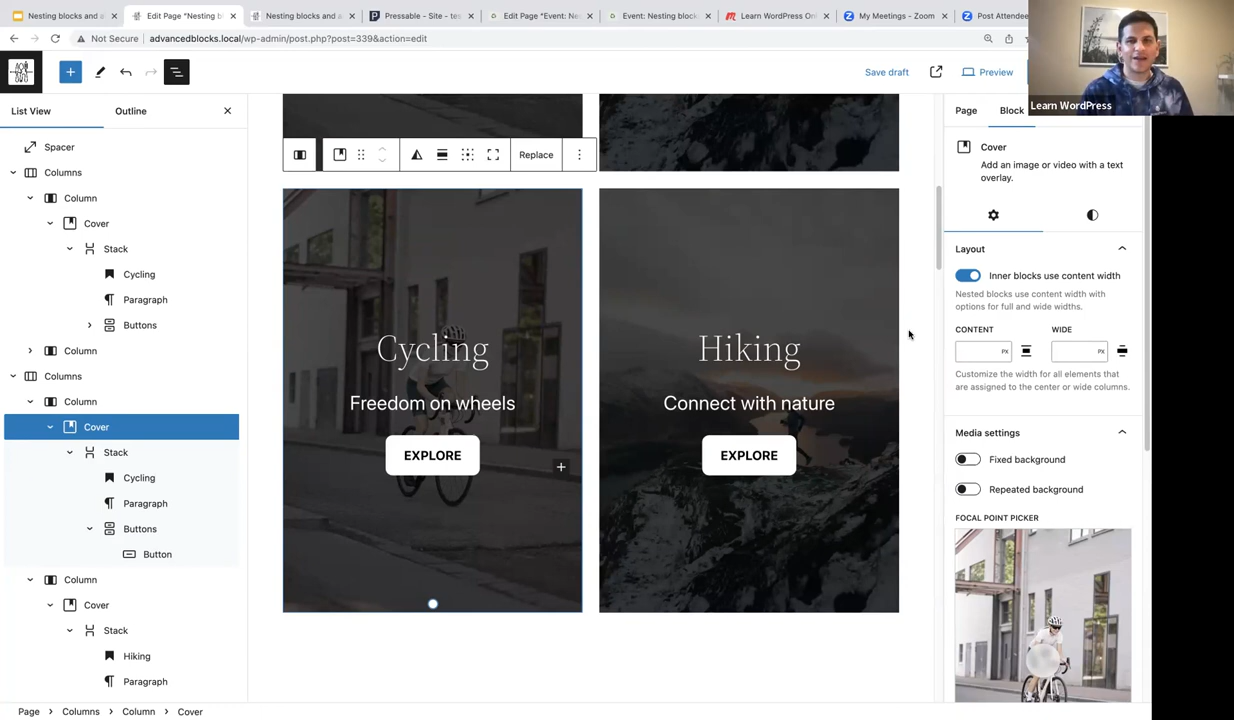 Nesting blocks and a
Edit Page "Nesting b
Nesting blocks and a
Pressable - Site - te
Edit Page "Event: Ne
Event: Nesting block
Learn WordPress On
My Meetings - Zoom
Post Attendee
Not Secure advancedblocks.local/wp-admin/post.php?post=339&action=edit
Learn WordPress
Save draft
Preview
List View
Outline
Page
Block
Spacer
Columns
Column
Cover
Stack
Cycling
Paragraph
Buttons
Column
Columns
Column
Cover
Stack
Cycling
Paragraph
Buttons
Button
Column
Cover
Stack
Hiking
Paragraph
Replace
Cycling
Freedom on wheels
EXPLORE
Hiking
Connect with nature
EXPLORE
Cover
Add an image or video with a text
overlay.
Layout
Inner blocks use content width
Nested blocks use content width with
options for full and wide widths.
CONTENT
WIDE
PX
PX
Customize the width for all elements that
are assigned to the center or wide columns.
Media settings
Fixed background
Repeated background
FOCAL POINT PICKER
Page > Columns > Column > Cover